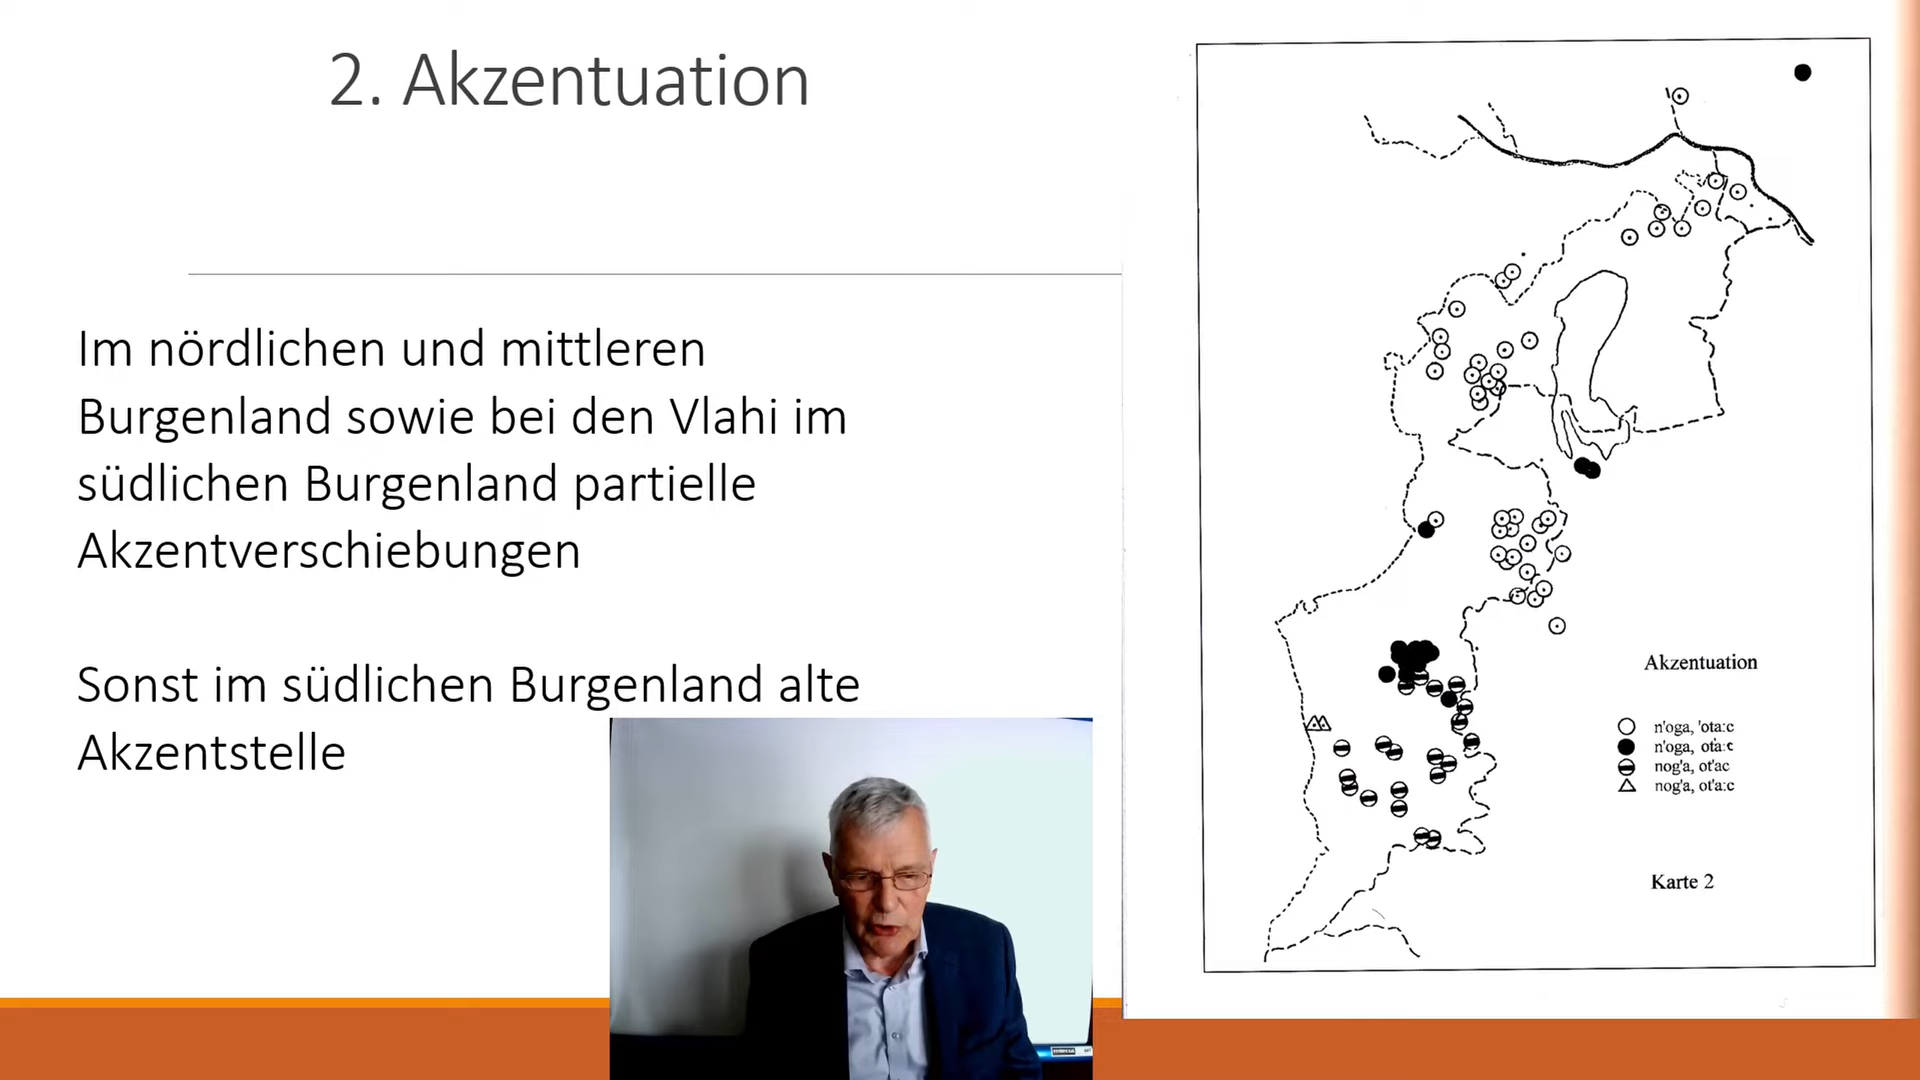 2. Akzentuation
Im nördlichen und mittleren
Burgenland sowie bei den Vlahi im
südlichen Burgenland partielle
Akzentverschiebungen
Sonst im südlichen Burgenland alte
Akzentstelle
Akzentuation
n'oga, 'ota:c
n'oga, ot'a:c
nog'a, ot'ac
nog'a, ot'a:c
Karte 2